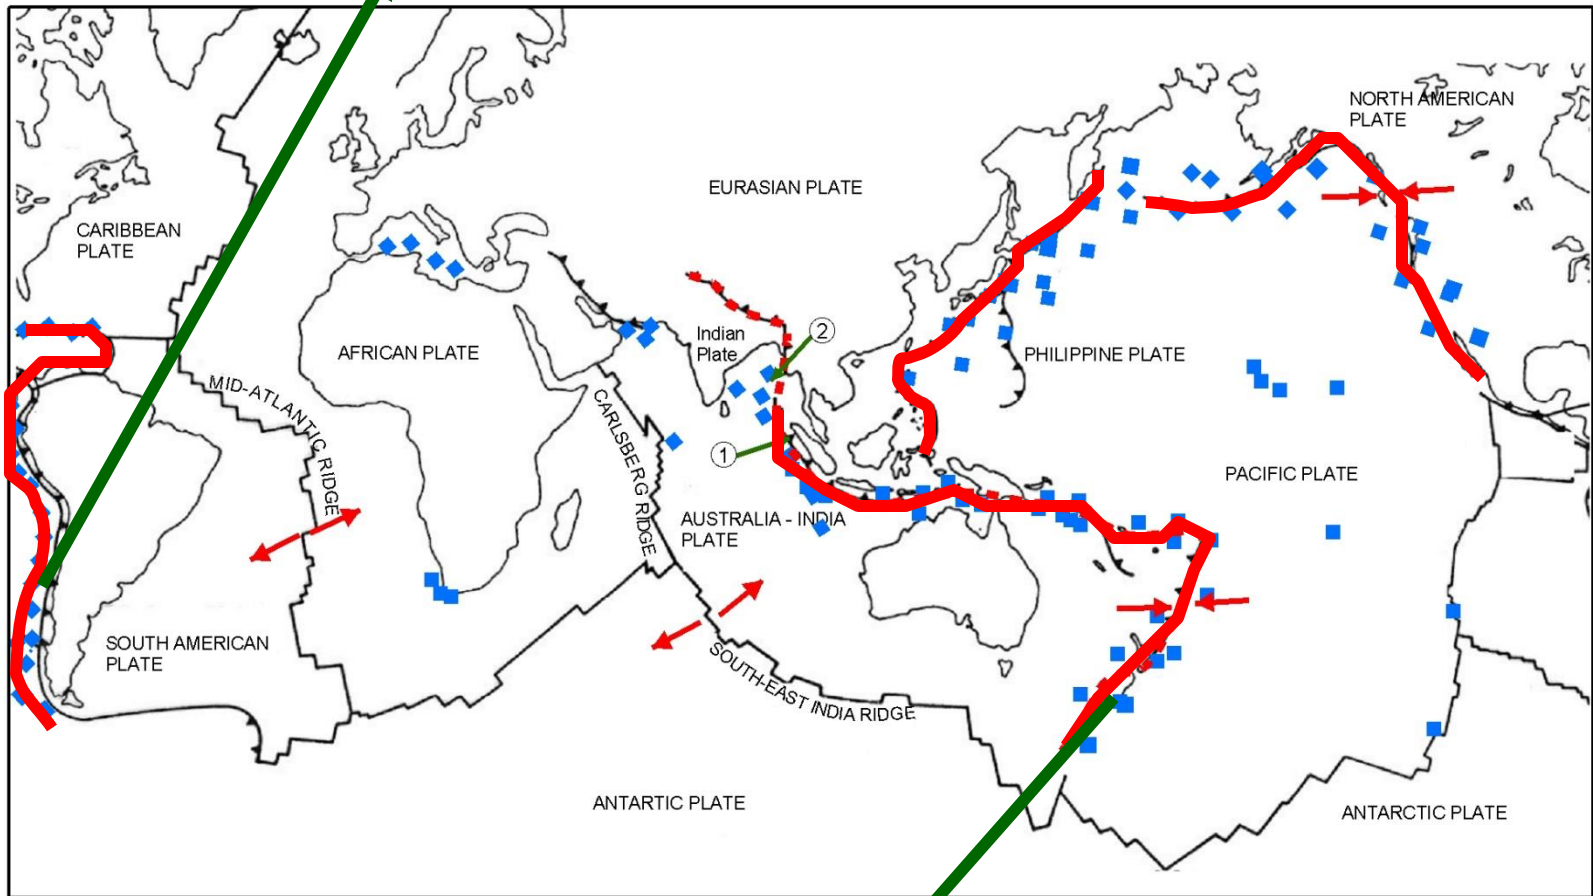 NORTH AMERICAN
PLATE
EURASIAN PLATE
CARIBBEAN
PLATE
Indian
Plate
2
AFRICAN PLATE
PHILIPPINE PLATE
MID-ATLANTIC RIDGE
CARLSBERG RIDGE
1
PACIFIC PLATE
AUSTRALIA - INDIA
PLATE
SOUTH AMERICAN
PLATE
SOUTH-EAST INDIA RIDGE
ANTARTIC PLATE
ANTARCTIC PLATE